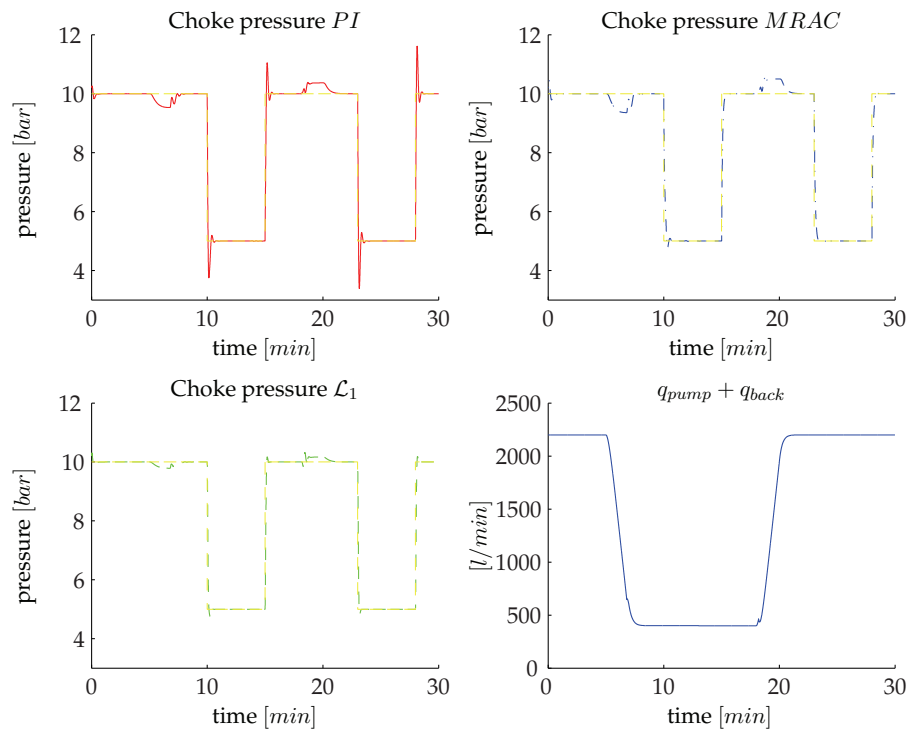 Choke pressure PI
12
10
8
6
4
pressure [bar]
0 10 20 30
time [min]
Choke pressure MRAC
12
10
8
6
4
pressure [bar]
0 10 20 30
time [min]
Choke pressure ℒ₁
12
10
8
6
4
pressure [bar]
0 10 20 30
time [min]
q_pump + q_back
2500
2000
1500
1000
500
0
[l/min]
0 10 20 30
time [min]